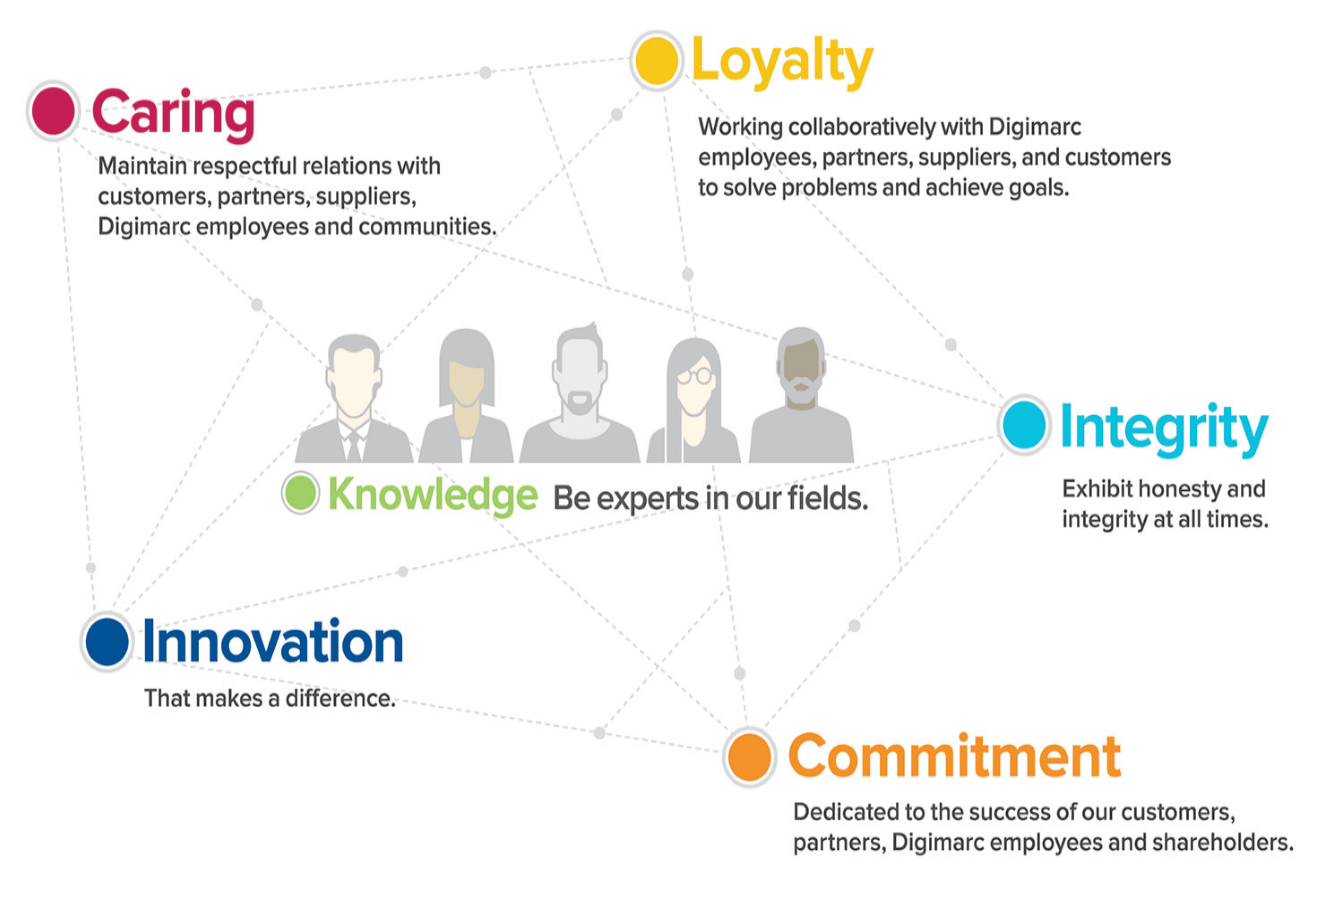 Loyalty
Working collaboratively with Digimarc
employees, partners, suppliers, and customers
to solve problems and achieve goals.
Caring
Maintain respectful relations with
customers, partners, suppliers,
Digimarc employees and communities.
Integrity
Exhibit honesty and
integrity at all times.
Knowledge Be experts in our fields.
Innovation
That makes a difference.
Commitment
Dedicated to the success of our customers,
partners, Digimarc employees and shareholders.